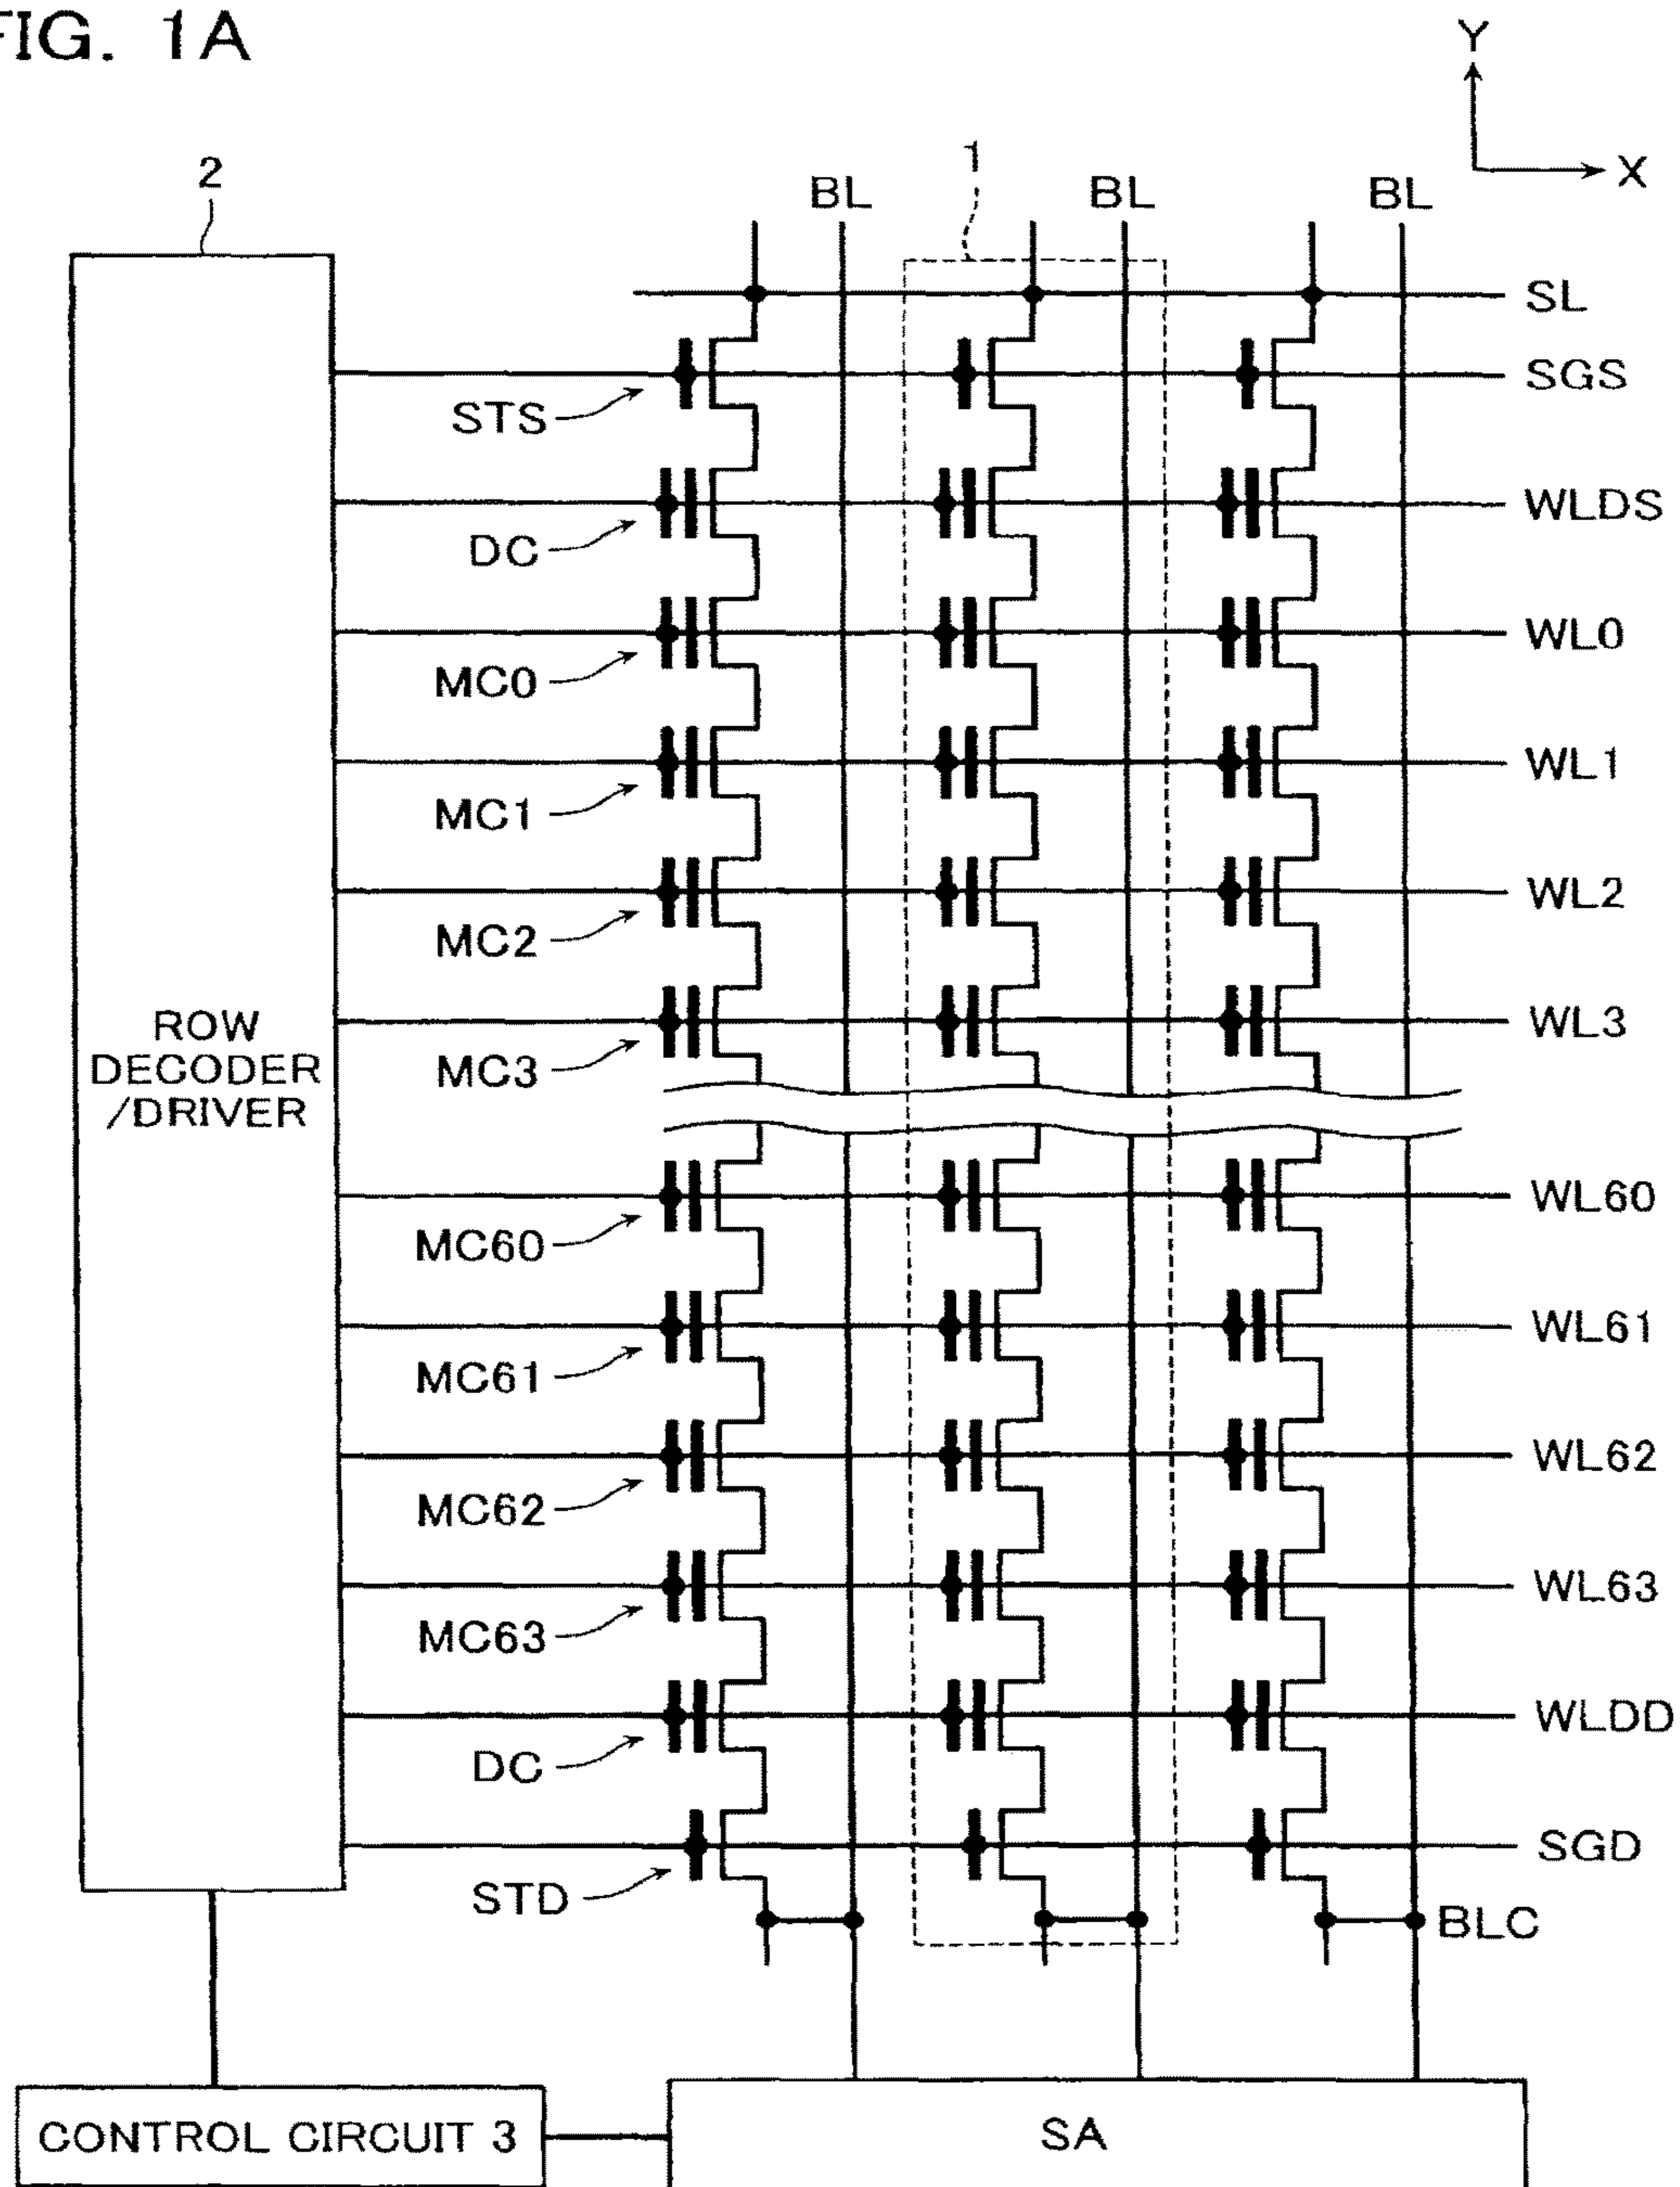 FIG. 1A
Y
X
2
1
BL
BL
BL
SL
SGS
STS
WLDS
DC
WL0
MC0
WL1
MC1
WL2
MC2
WL3
MC3
ROW
DECODER
/DRIVER
WL60
MC60
WL61
MC61
WL62
MC62
WL63
MC63
WLDD
DC
SGD
STD
BLC
CONTROL CIRCUIT 3
SA